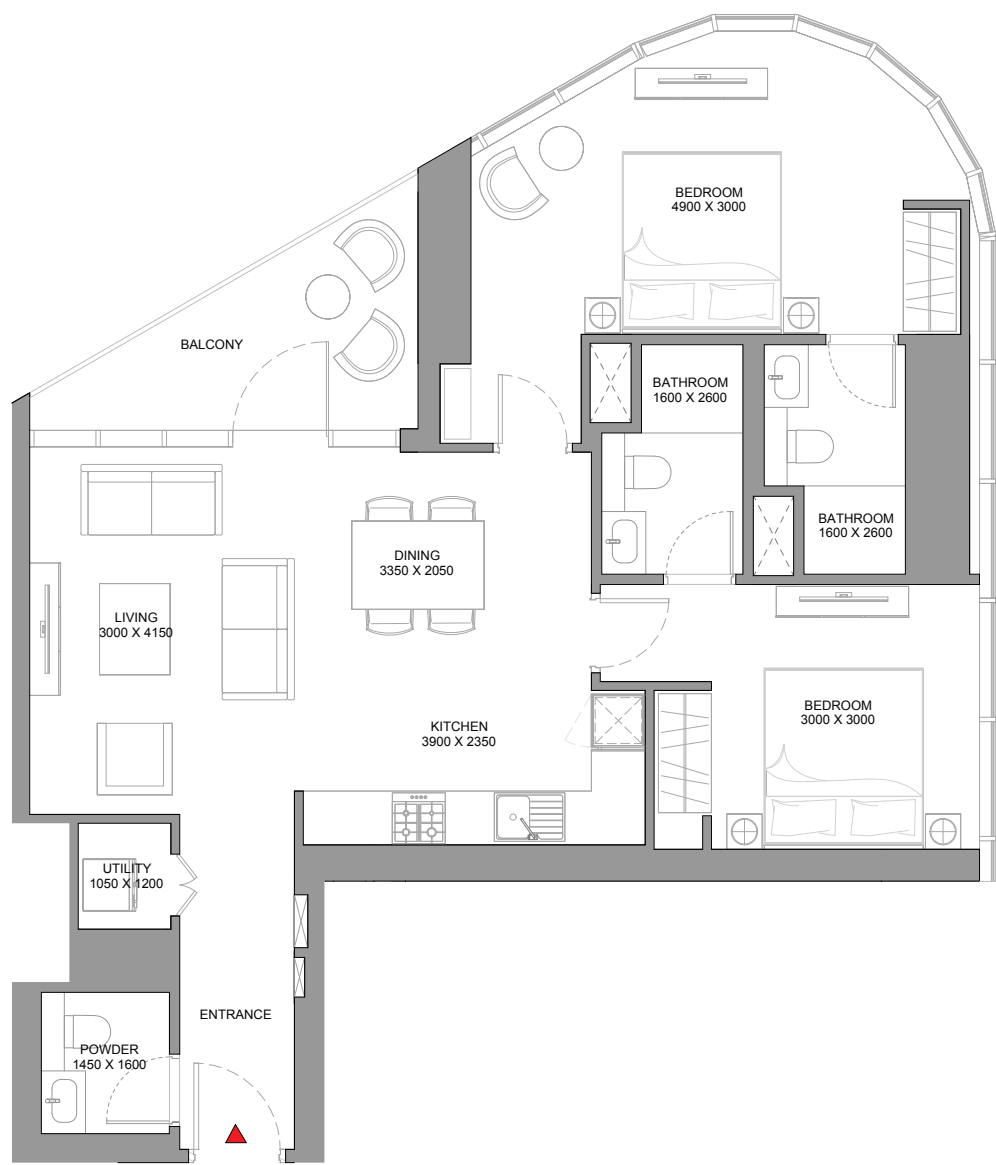 BEDROOM
4900 X 3000
BALCONY
BATHROOM
1600 X 2600
BATHROOM
1600 X 2600
DINING
3350 X 2050
LIVING
3000 X 4150
KITCHEN
3900 X 2350
BEDROOM
3000 X 3000
UTILITY
1050 X 1200
ENTRANCE
POWDER
1450 X 1600